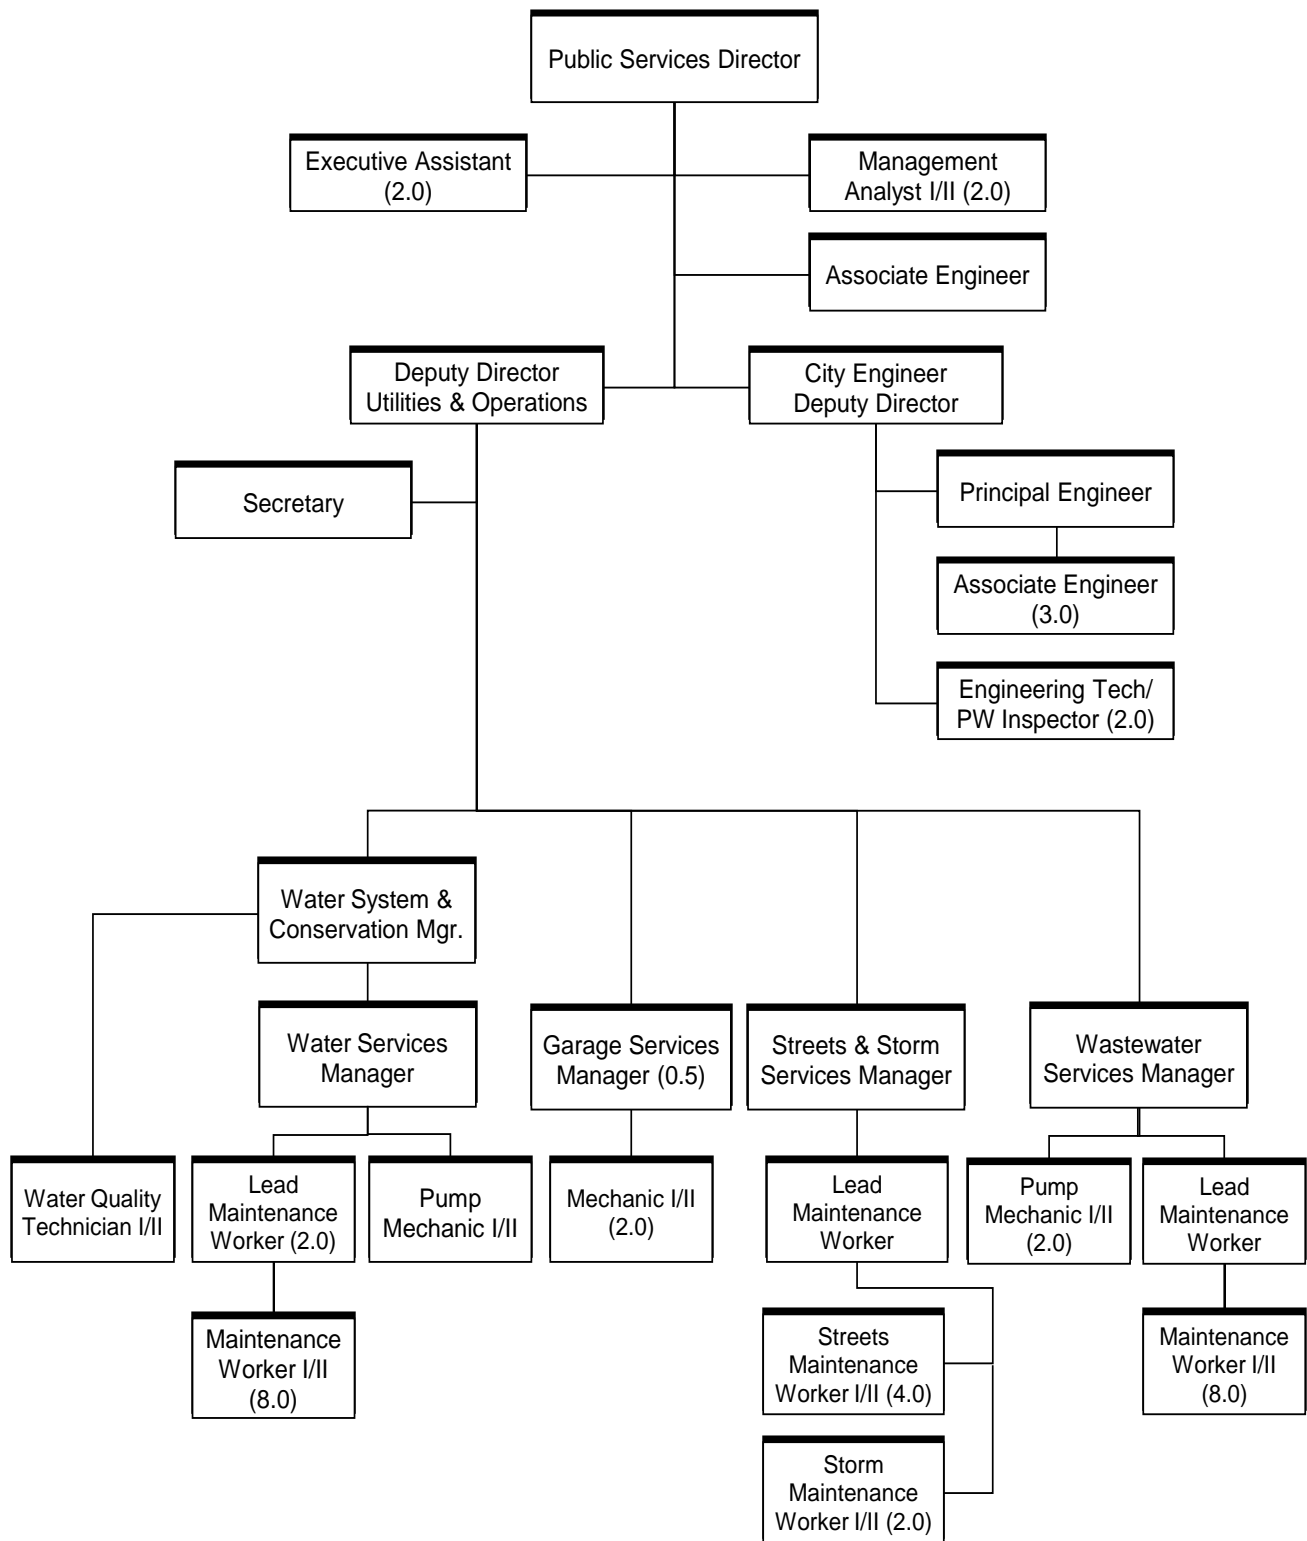 Public Services Director
Executive Assistant
(2.0)
Management
Analyst I/II (2.0)
Associate Engineer
Deputy Director
Utilities & Operations
City Engineer
Deputy Director
Secretary
Principal Engineer
Associate Engineer
(3.0)
Engineering Tech/
PW Inspector (2.0)
Water System &
Conservation Mgr.
Water Services
Manager
Garage Services
Manager (0.5)
Streets & Storm
Services Manager
Wastewater
Services Manager
Water Quality
Technician I/II
Lead
Maintenance
Worker (2.0)
Pump
Mechanic I/II
Mechanic I/II
(2.0)
Lead
Maintenance
Worker
Pump
Mechanic I/II
(2.0)
Lead
Maintenance
Worker
Maintenance
Worker I/II
(8.0)
Streets
Maintenance
Worker I/II (4.0)
Maintenance
Worker I/II
(8.0)
Storm
Maintenance
Worker I/II (2.0)